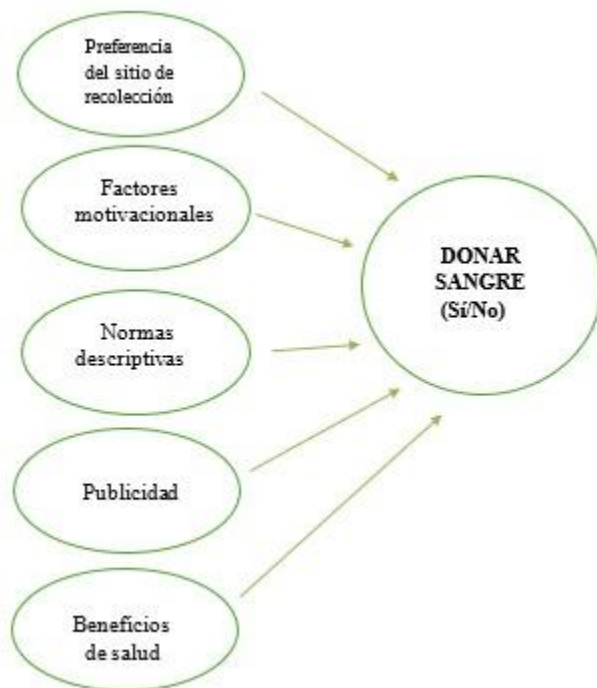 Preferencia
del sitio de
recolección
Factores
motivacionales
Normas
descriptivas
Publicidad
Beneficios
de salud
DONAR
SANGRE
(Sí/No)